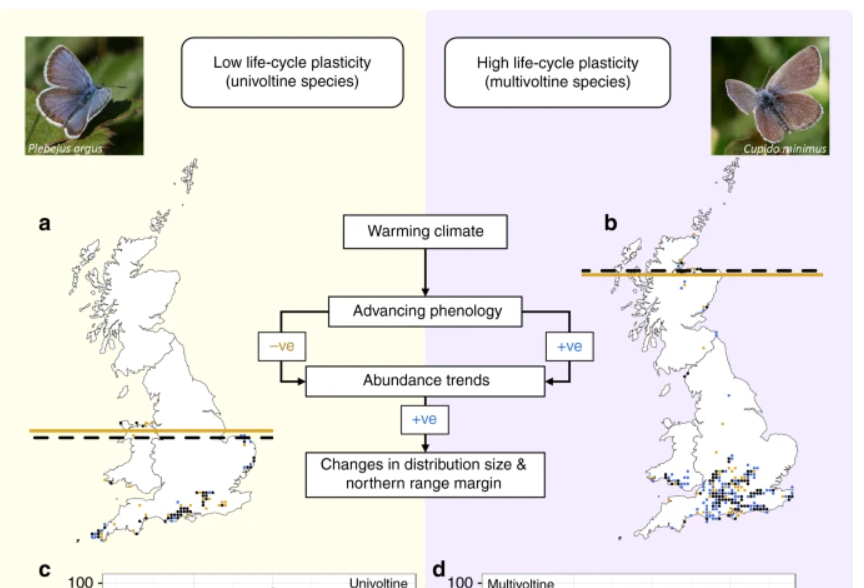 Low life-cycle plasticity
(univoltine species)
High life-cycle plasticity
(multivoltine species)
Plebejus argus
Cupido minimus
a
b
Warming climate
Advancing phenology
–ve
+ve
Abundance trends
+ve
Changes in distribution size &
northern range margin
c
d
100
Univoltine
100
Multivoltine